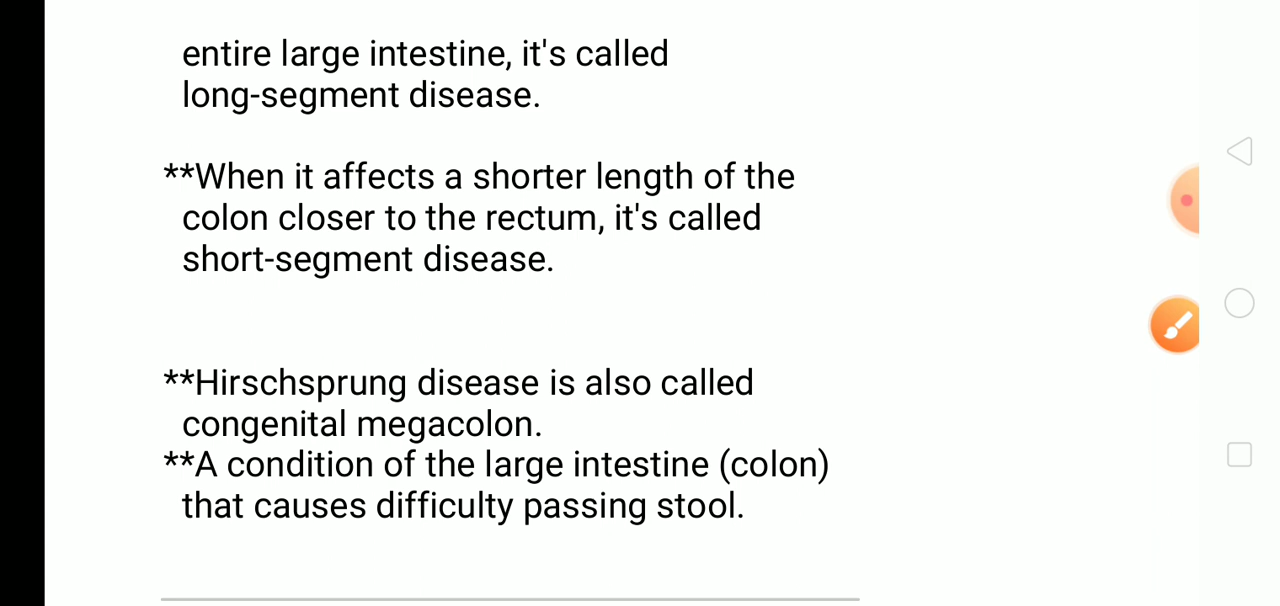 entire large intestine, it's called
long-segment disease.
**When it affects a shorter length of the
colon closer to the rectum, it's called
short-segment disease.
**Hirschsprung disease is also called
congenital megacolon.
**A condition of the large intestine (colon)
that causes difficulty passing stool.